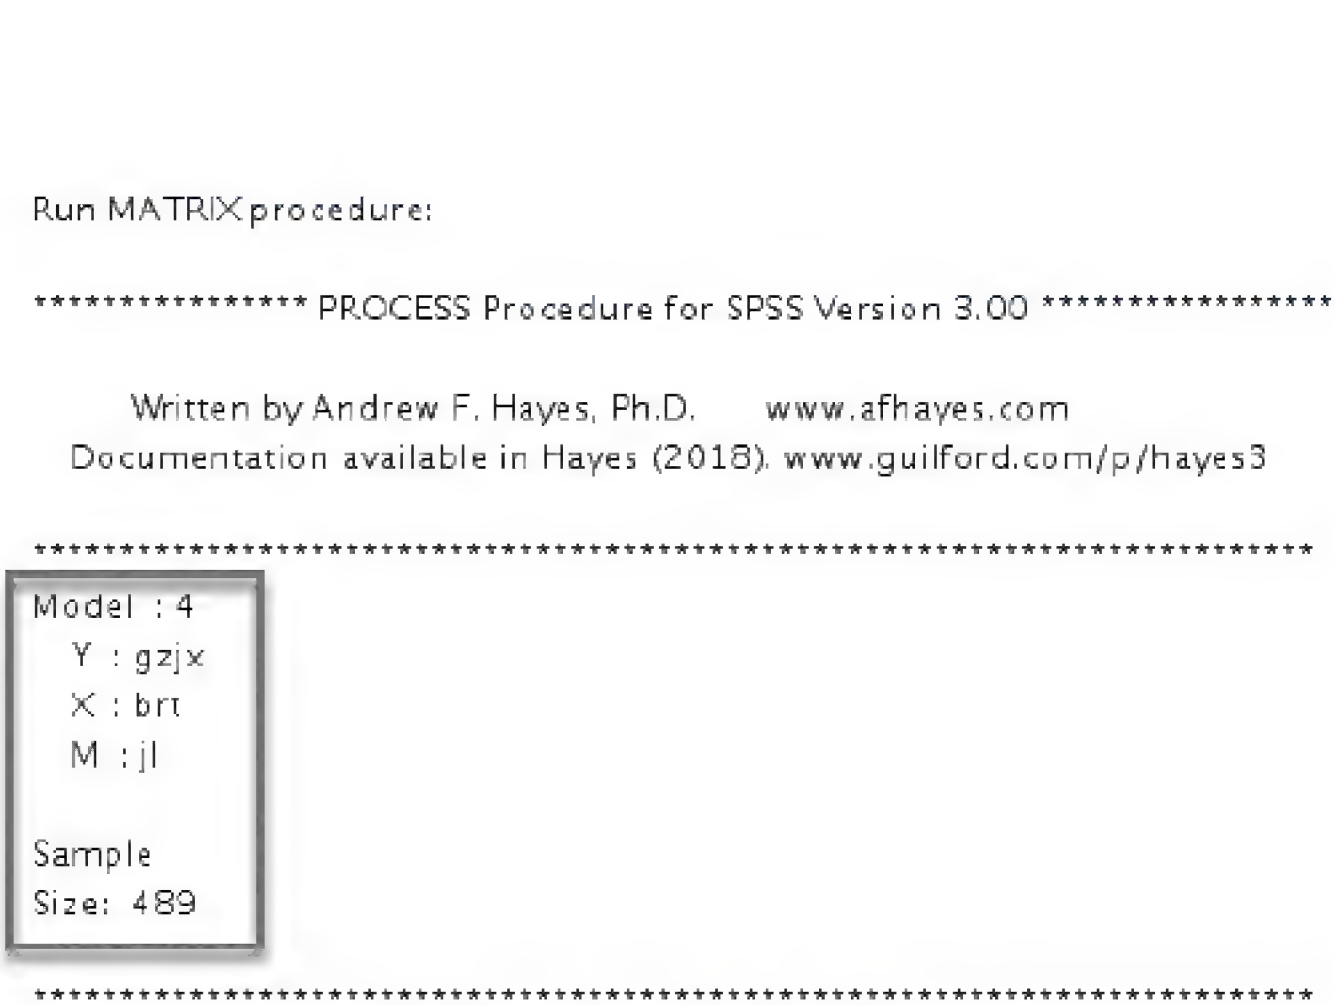 Run MATRIX procedure:
**************** PROCESS Procedure for SPSS Version 3.00 *****************
Written by Andrew F. Hayes, Ph.D. www.afhayes.com
Documentation available in Hayes (2018). www.guilford.com/p/hayes3
**************************************************************************
Model : 4
Y : gzjx
X : brt
M : jl
Sample
Size: 489
**************************************************************************